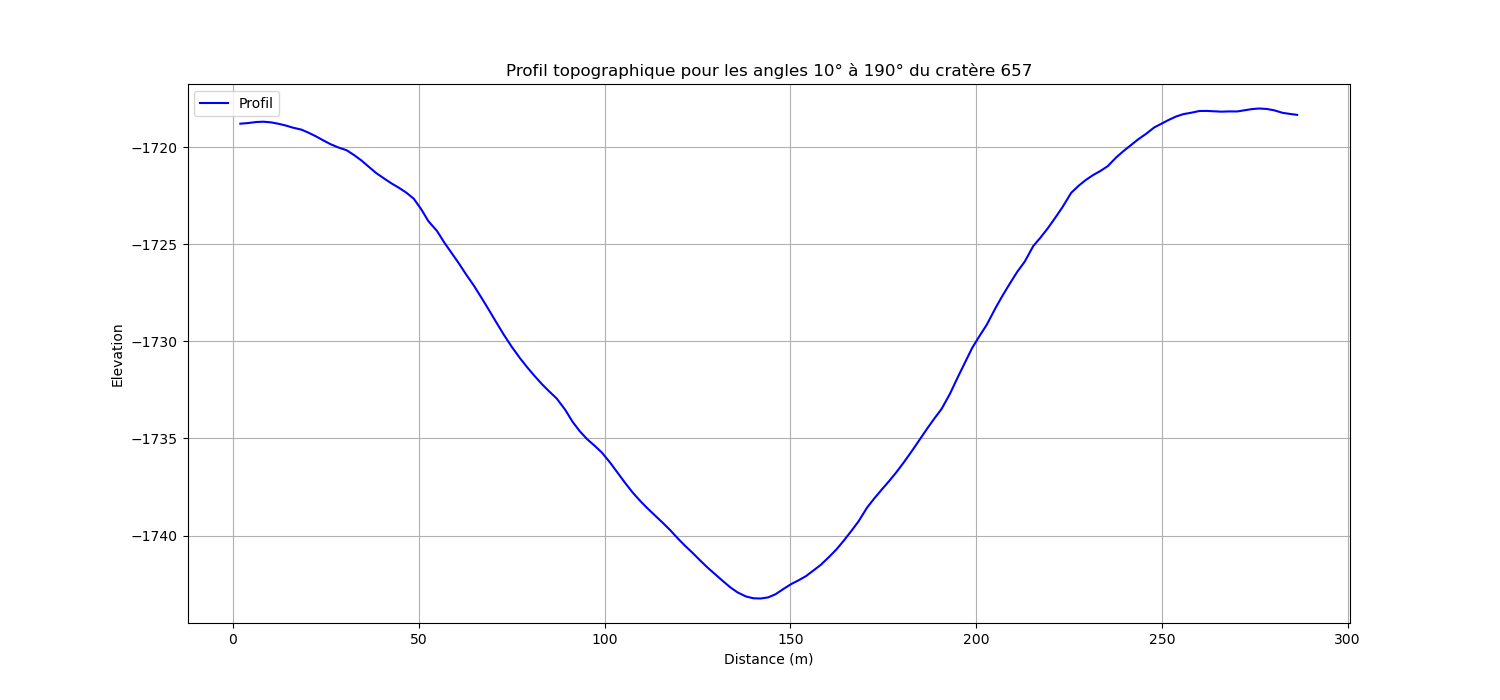 Profil topographique pour les angles 10° à 190° du cratère 657
Profil
−1720
−1725
−1730
−1735
−1740
Elevation
0 50 100 150 200 250 300
Distance (m)